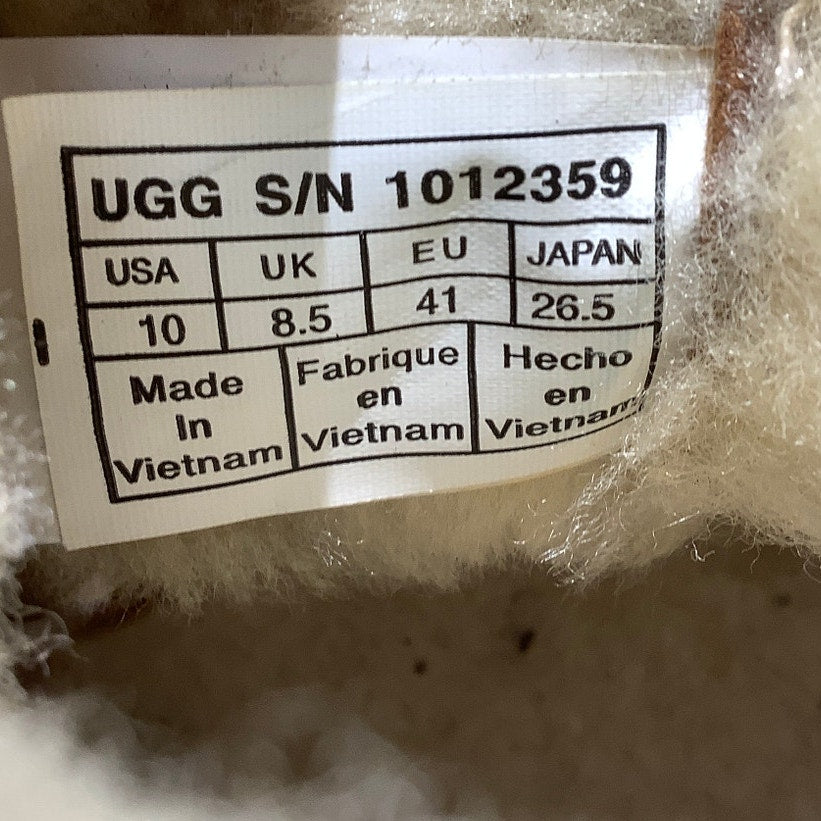 UGG S/N 1012359
USA UK EU JAPAN
10 8.5 41 26.5
Made
In
Vietnam
Fabrique
en
Vietnam
Hecho
en
Vietnam